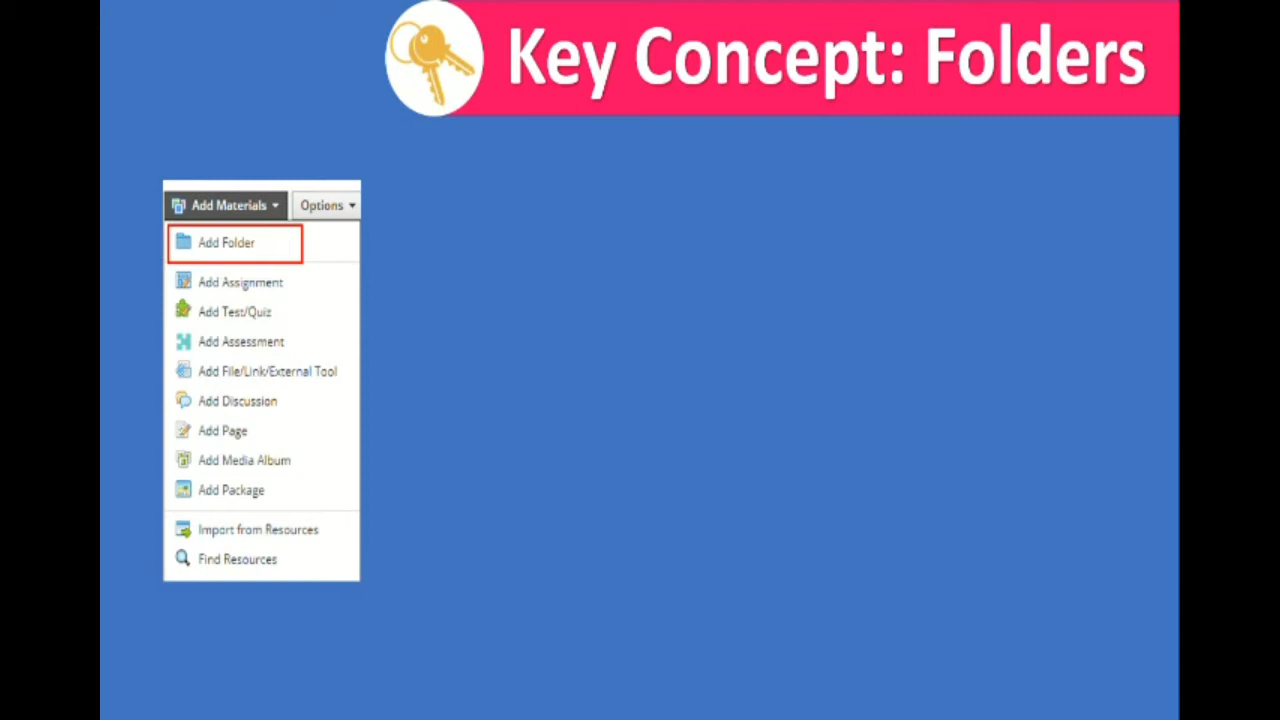 Key Concept: Folders
Add Materials Options
Add Folder
Add Assignment
Add Test/Quiz
Add Assessment
Add File/Link/External Tool
Add Discussion
Add Page
Add Media Album
Add Package
Import from Resources
Find Resources